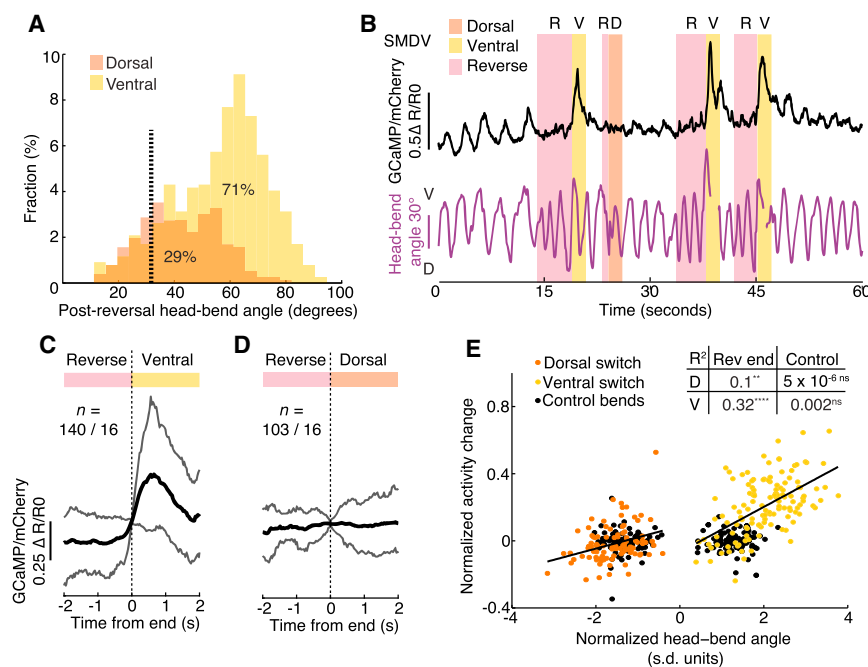 A
Dorsal
Ventral
10
8
6
4
2
0
Fraction (%)
71%
29%
20
40
60
80
100
Post-reversal head-bend angle (degrees)
B
SMDV
Dorsal
Ventral
Reverse
R V R D R V R V
GCaMP/mCherry
0.5Δ R/R0
V
D
Head-bend
angle 30°
0
15
30
45
60
Time (seconds)
C
Reverse
Ventral
n =
140 / 16
GCaMP/mCherry
0.25 Δ R/R0
-2
-1
0
1
2
Time from end (s)
D
Reverse
Dorsal
n =
103 / 16
-2
-1
0
1
2
Time from end (s)
E
Dorsal switch
Ventral switch
Control bends
R² Rev end Control
D 0.1** 5 x 10⁻⁶ ns
V 0.32**** 0.002ns
0.8
0.4
0
-0.4
Normalized activity change
-4
-2
0
2
4
Normalized head−bend angle
(s.d. units)